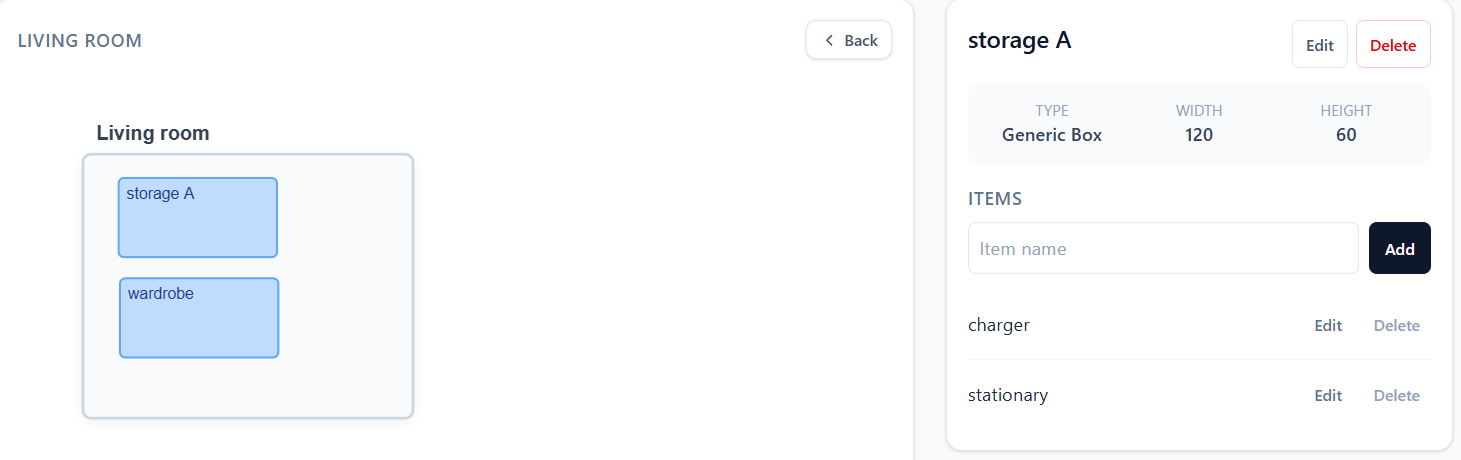 LIVING ROOM
Back
Living room
storage A
wardrobe
storage A
Edit
Delete
TYPE
WIDTH
HEIGHT
Generic Box
120
60
ITEMS
Item name
Add
charger
Edit
Delete
stationary
Edit
Delete